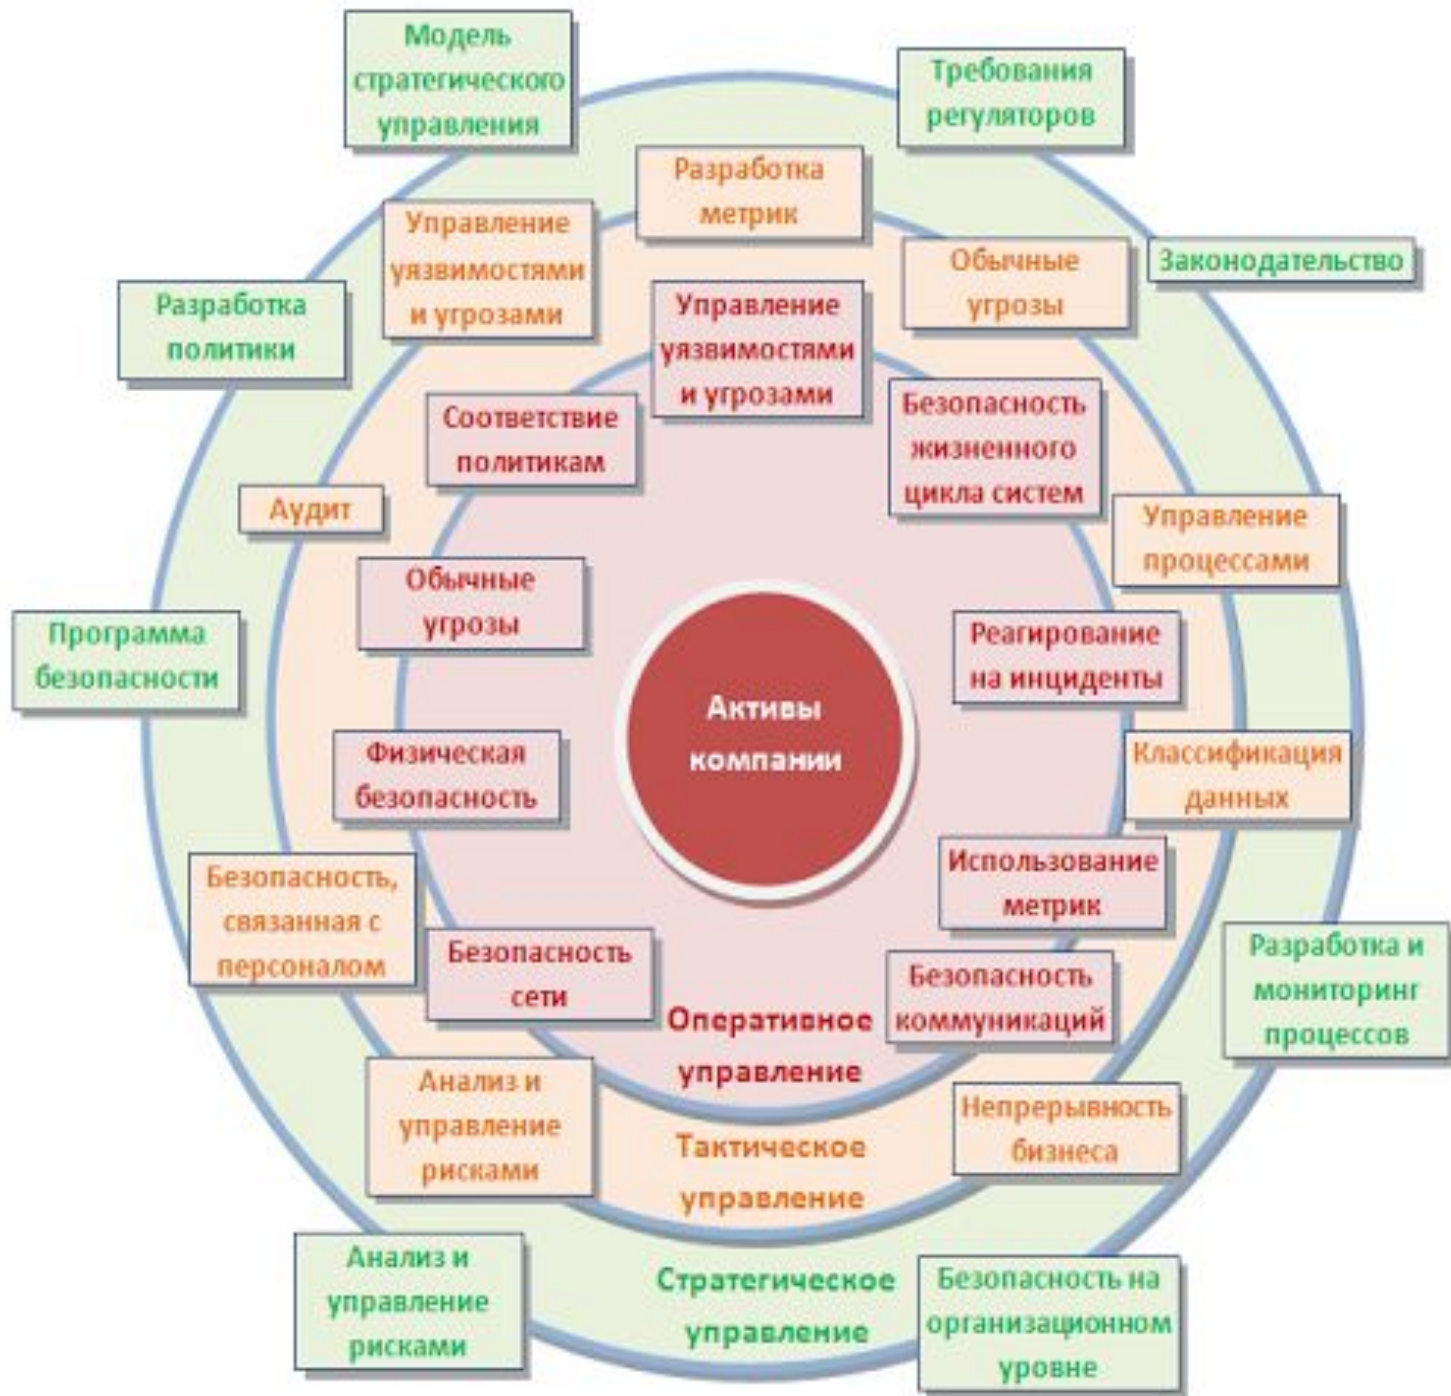 Модель
стратегического
управления
Требования
регуляторов
Разработка
метрик
Управление
уязвимостями
и угрозами
Обычные
угрозы
Законодательство
Разработка
политики
Управление
уязвимостями
и угрозами
Соответствие
политикам
Безопасность
жизненного
цикла систем
Аудит
Управление
процессами
Обычные
угрозы
Программа
безопасности
Реагирование
на инциденты
Активы
компании
Физическая
безопасность
Классификация
данных
Безопасность,
связанная с
персоналом
Использование
метрик
Безопасность
сети
Безопасность
коммуникаций
Разработка и
мониторинг
процессов
Оперативное
управление
Анализ и
управление
рисками
Непрерывность
бизнеса
Тактическое
управление
Анализ и
управление
рисками
Стратегическое
управление
Безопасность на
организационном
уровне